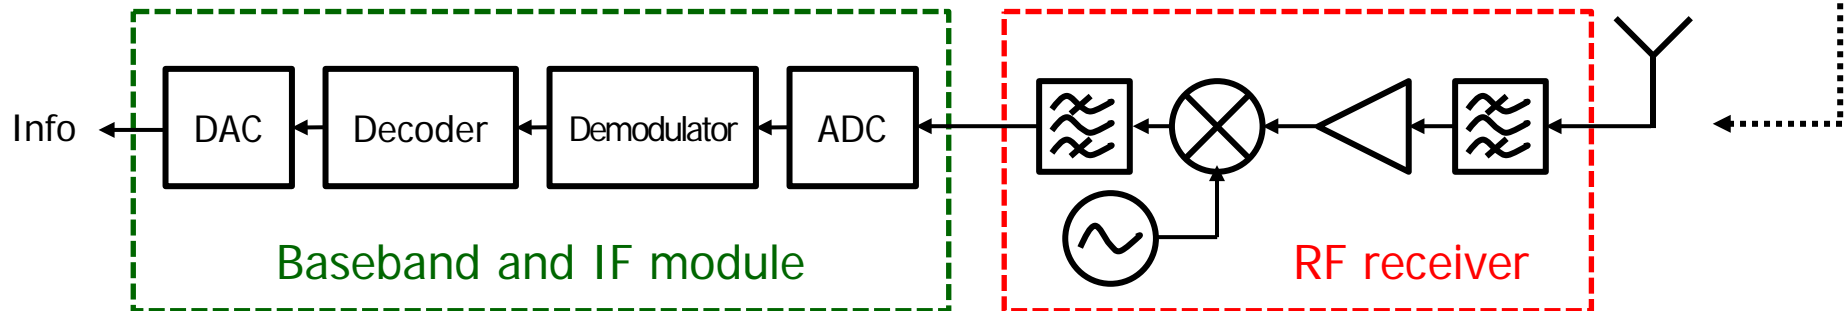 Info
DAC
Decoder
Demodulator
ADC
Baseband and IF module
RF receiver